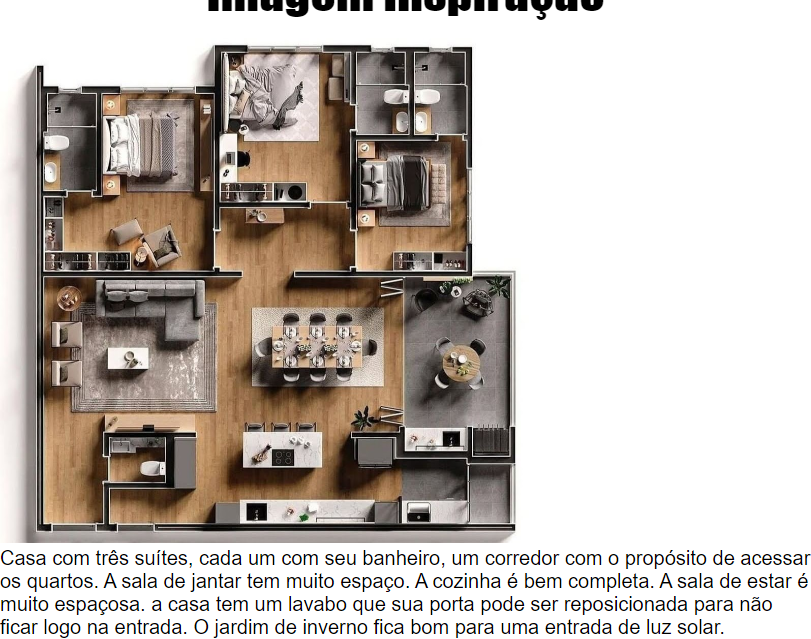 Imagem Inspiração
Casa com três suítes, cada um com seu banheiro, um corredor com o propósito de acessar
os quartos. A sala de jantar tem muito espaço. A cozinha é bem completa. A sala de estar é
muito espaçosa. a casa tem um lavabo que sua porta pode ser reposicionada para não
ficar logo na entrada. O jardim de inverno fica bom para uma entrada de luz solar.